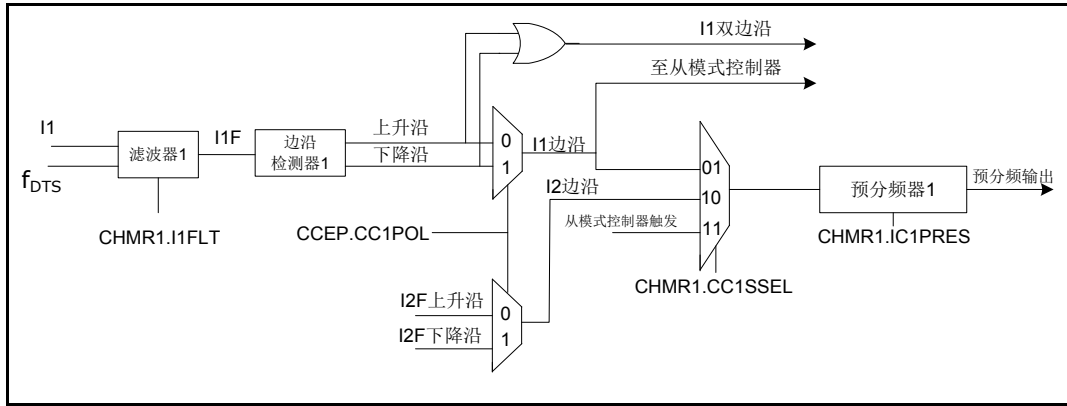 I1双边沿
至从模式控制器
I1
f_DTS
滤波器1
I1F
边沿
检测器1
上升沿
下降沿
0
1
I1边沿
I2边沿
从模式控制器触发
01
10
11
预分频器1
预分频输出
CHMR1.I1FLT
CCEP.CC1POL
CHMR1.CC1SSEL
CHMR1.IC1PRES
I2F上升沿
I2F下降沿
0
1